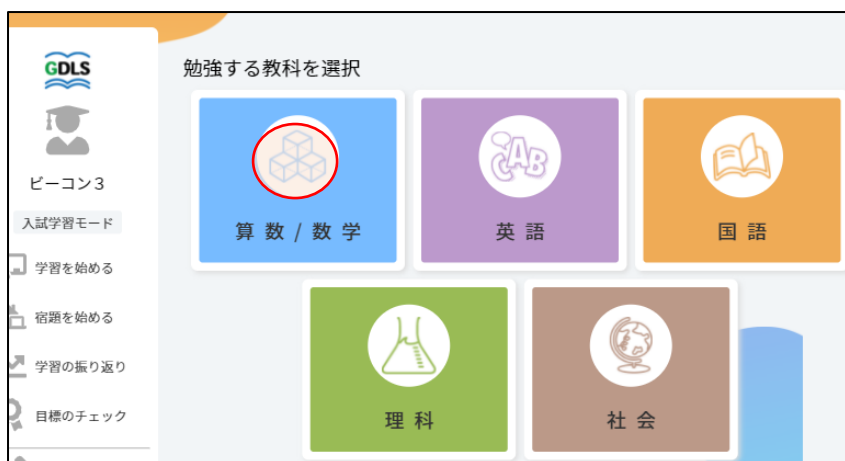 GDLS
ビーコン３
入試学習モード
学習を始める
宿題を始める
学習の振り返り
目標のチェック
勉強する教科を選択
算数/数学
CAB
英語
国語
理科
社会